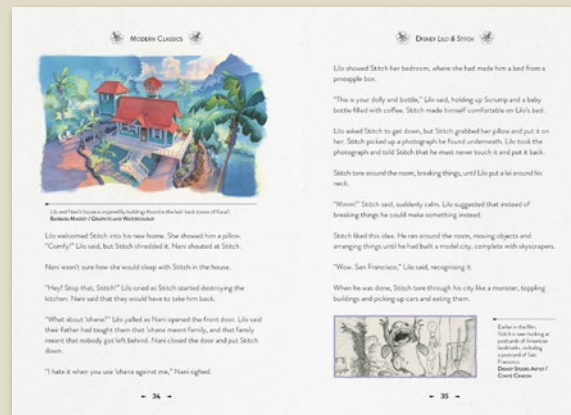 MODERN CLASSICS
Lilo and Nani's house is inspired by buildings found in the laid-back towns of Kaua'i.
BARBARA MASSEY / GRAPHITE AND WATERCOLOUR
Lilo welcomed Stitch into his new home. She showed him a pillow.
"Comfy!" Lilo said, but Stitch shredded it. Nani shouted at Stitch.
Nani wasn't sure how she would sleep with Stitch in the house.
"Hey! Stop that, Stitch!" Lilo cried as Stitch started destroying the
kitchen. Nani said that they would have to take him back.
"What about 'ohana?" Lilo yelled as Nani opened the front door. Lilo said
their father had taught them that 'ohana meant family, and that family
meant that nobody got left behind. Nani closed the door and put Stitch
down.
"I hate it when you use 'ohana against me," Nani sighed.
34
DISNEY LILO & STITCH
Lilo showed Stitch her bedroom, where she had made him a bed from a
pineapple box.
"This is your dolly and bottle," Lilo said, holding up Scrump and a baby
bottle filled with coffee. Stitch made himself comfortable on Lilo's bed.
Lilo asked Stitch to get down, but Stitch grabbed her pillow and put it on
her. Stitch picked up a photograph he found underneath. Lilo took the
photograph and told Stitch that he must never touch it and put it back.
Stitch tore around the room, breaking things, until Lilo put a lei around his
neck.
"Mmm!" Stitch said, suddenly calm. Lilo suggested that instead of
breaking things he could make something instead.
Stitch liked this idea. He ran around the room, moving objects and
arranging things until he had built a model city, complete with skyscrapers.
"Wow. San Francisco," Lilo said, recognising it.
When he was done, Stitch tore through his city like a monster, toppling
buildings and picking up cars and eating them.
Earlier in the film,
Stitch is seen looking at
postcards of American
landmarks, including
a postcard of San
Francisco.
DISNEY STUDIO ARTIST /
CONTÉ CRAYON
35